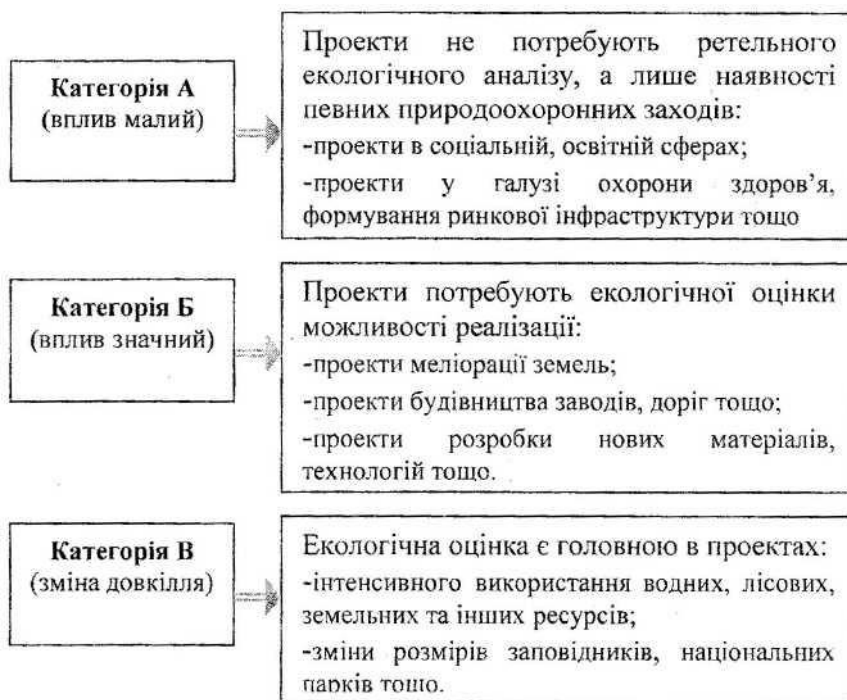 Категорія А
(вплив малий)
Проекти не потребують ретельного
екологічного аналізу, а лише наявності
певних природоохоронних заходів:
-проекти в соціальній, освітній сферах;
-проекти у галузі охорони здоров’я,
формування ринкової інфраструктури тощо
Категорія Б
(вплив значний)
Проекти потребують екологічної оцінки
можливості реалізації:
-проекти меліорації земель;
-проекти будівництва заводів, доріг тощо;
-проекти розробки нових матеріалів,
технологій тощо.
Категорія В
(зміна довкілля)
Екологічна оцінка є головною в проектах:
-інтенсивного використання водних, лісових,
земельних та інших ресурсів;
-зміни розмірів заповідників, національних
парків тощо.